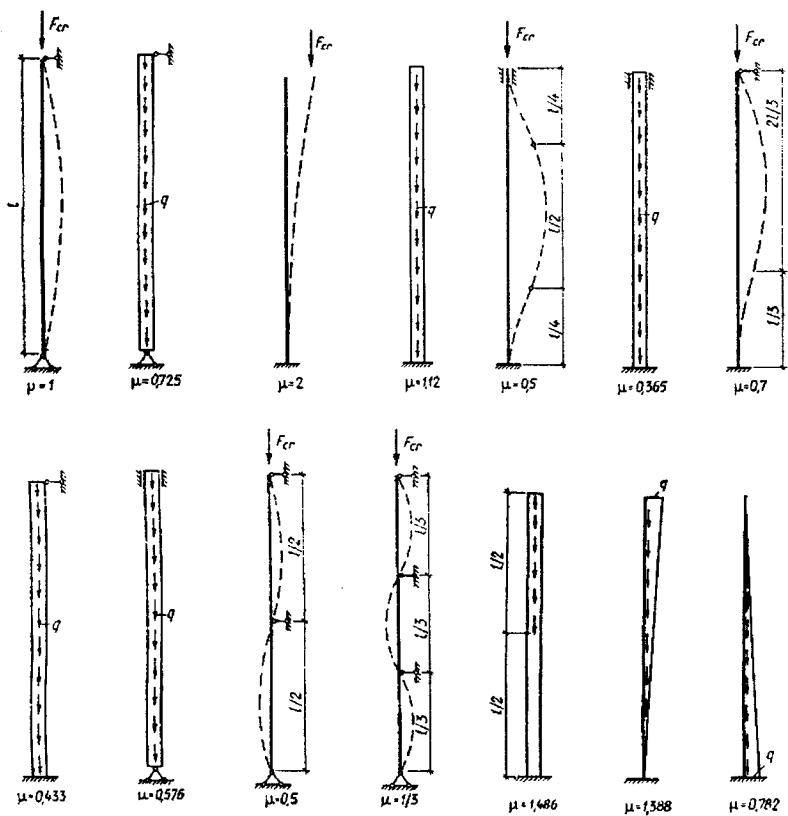 Fcr
Fcr
Fcr
Fcr
l
q
q
l/4
l/2
l/4
q
2l/3
l/3
μ=1
μ=0,725
μ=2
μ=1,12
μ=0,5
μ=0,365
μ=0,7
Fcr
Fcr
q
q
l/2
l/2
l/3
l/3
l/3
l/2
l/2
q
q
μ=0,433
μ=0,576
μ=0,5
μ=1/3
μ=1,486
μ=1,388
μ=0,782